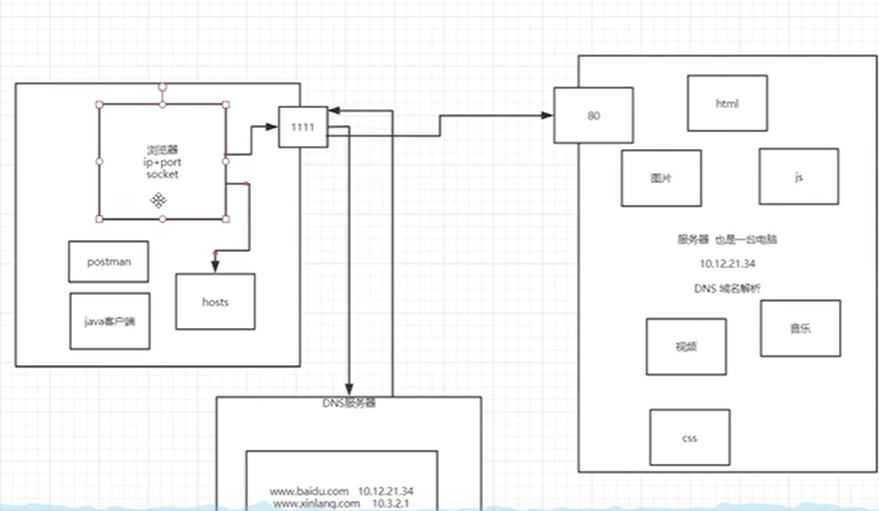 浏览器
ip+port
socket
1111
postman
java客户端
hosts
80
html
图片
js
服务器 也是一台电脑
10.12.21.34
DNS 域名解析
视频
音乐
css
DNS服务器
www.baidu.com 10.12.21.34
www.xinlang.com 10.3.2.1